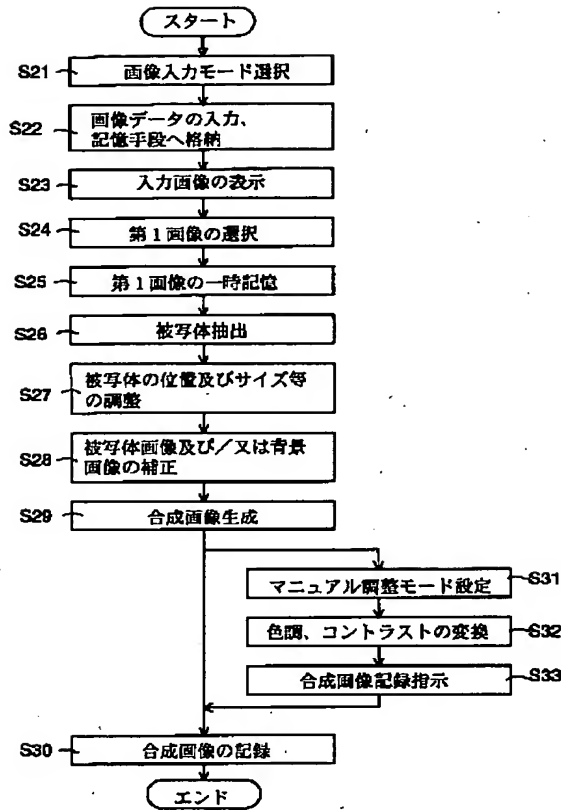 スタート
S21 画像入力モード選択
S22 画像データの入力、
記憶手段へ格納
S23 入力画像の表示
S24 第1画像の選択
S25 第1画像の一時記憶
S26 被写体抽出
S27 被写体の位置及びサイズ等
の調整
S28 被写体画像及び/又は背景
画像の補正
S29 合成画像生成
マニュアル調整モード設定 S31
色調、コントラストの変換 S32
合成画像記録指示 S33
S30 合成画像の記録
エンド